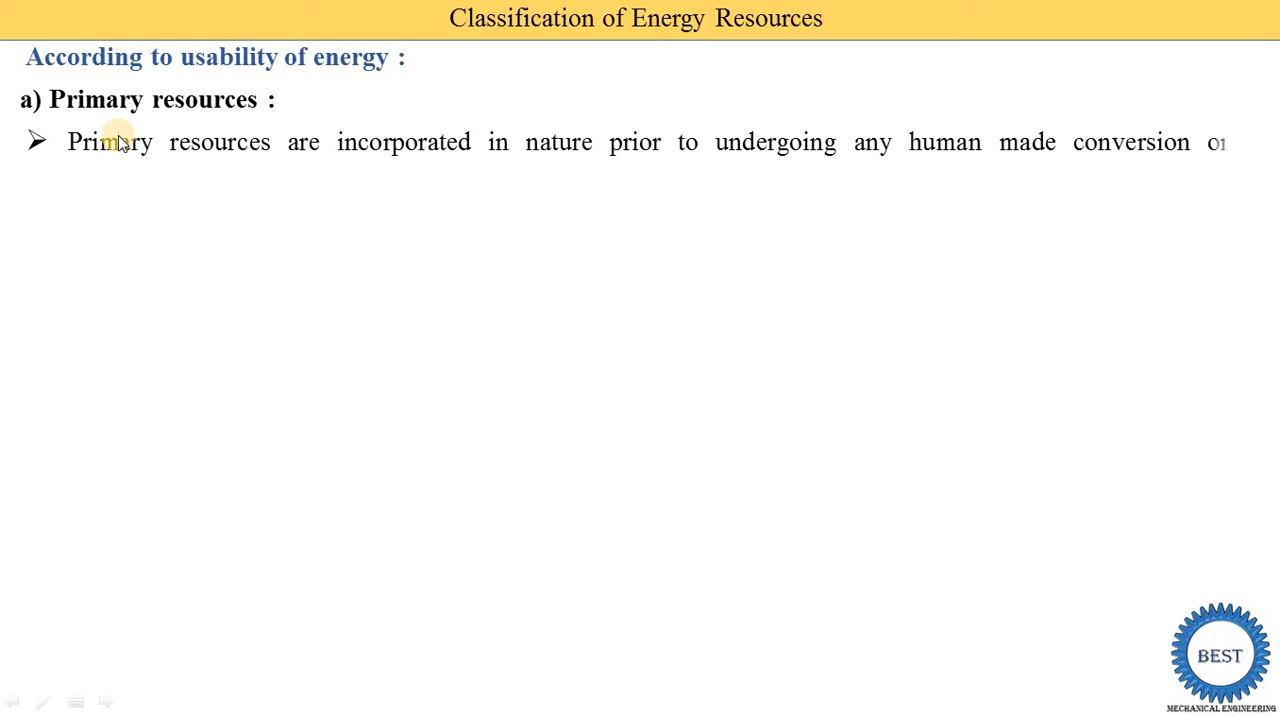 Classification of Energy Resources
According to usability of energy :
a) Primary resources :
➢ Primary resources are incorporated in nature prior to undergoing any human made conversion or
BEST
MECHANICAL ENGINEERING